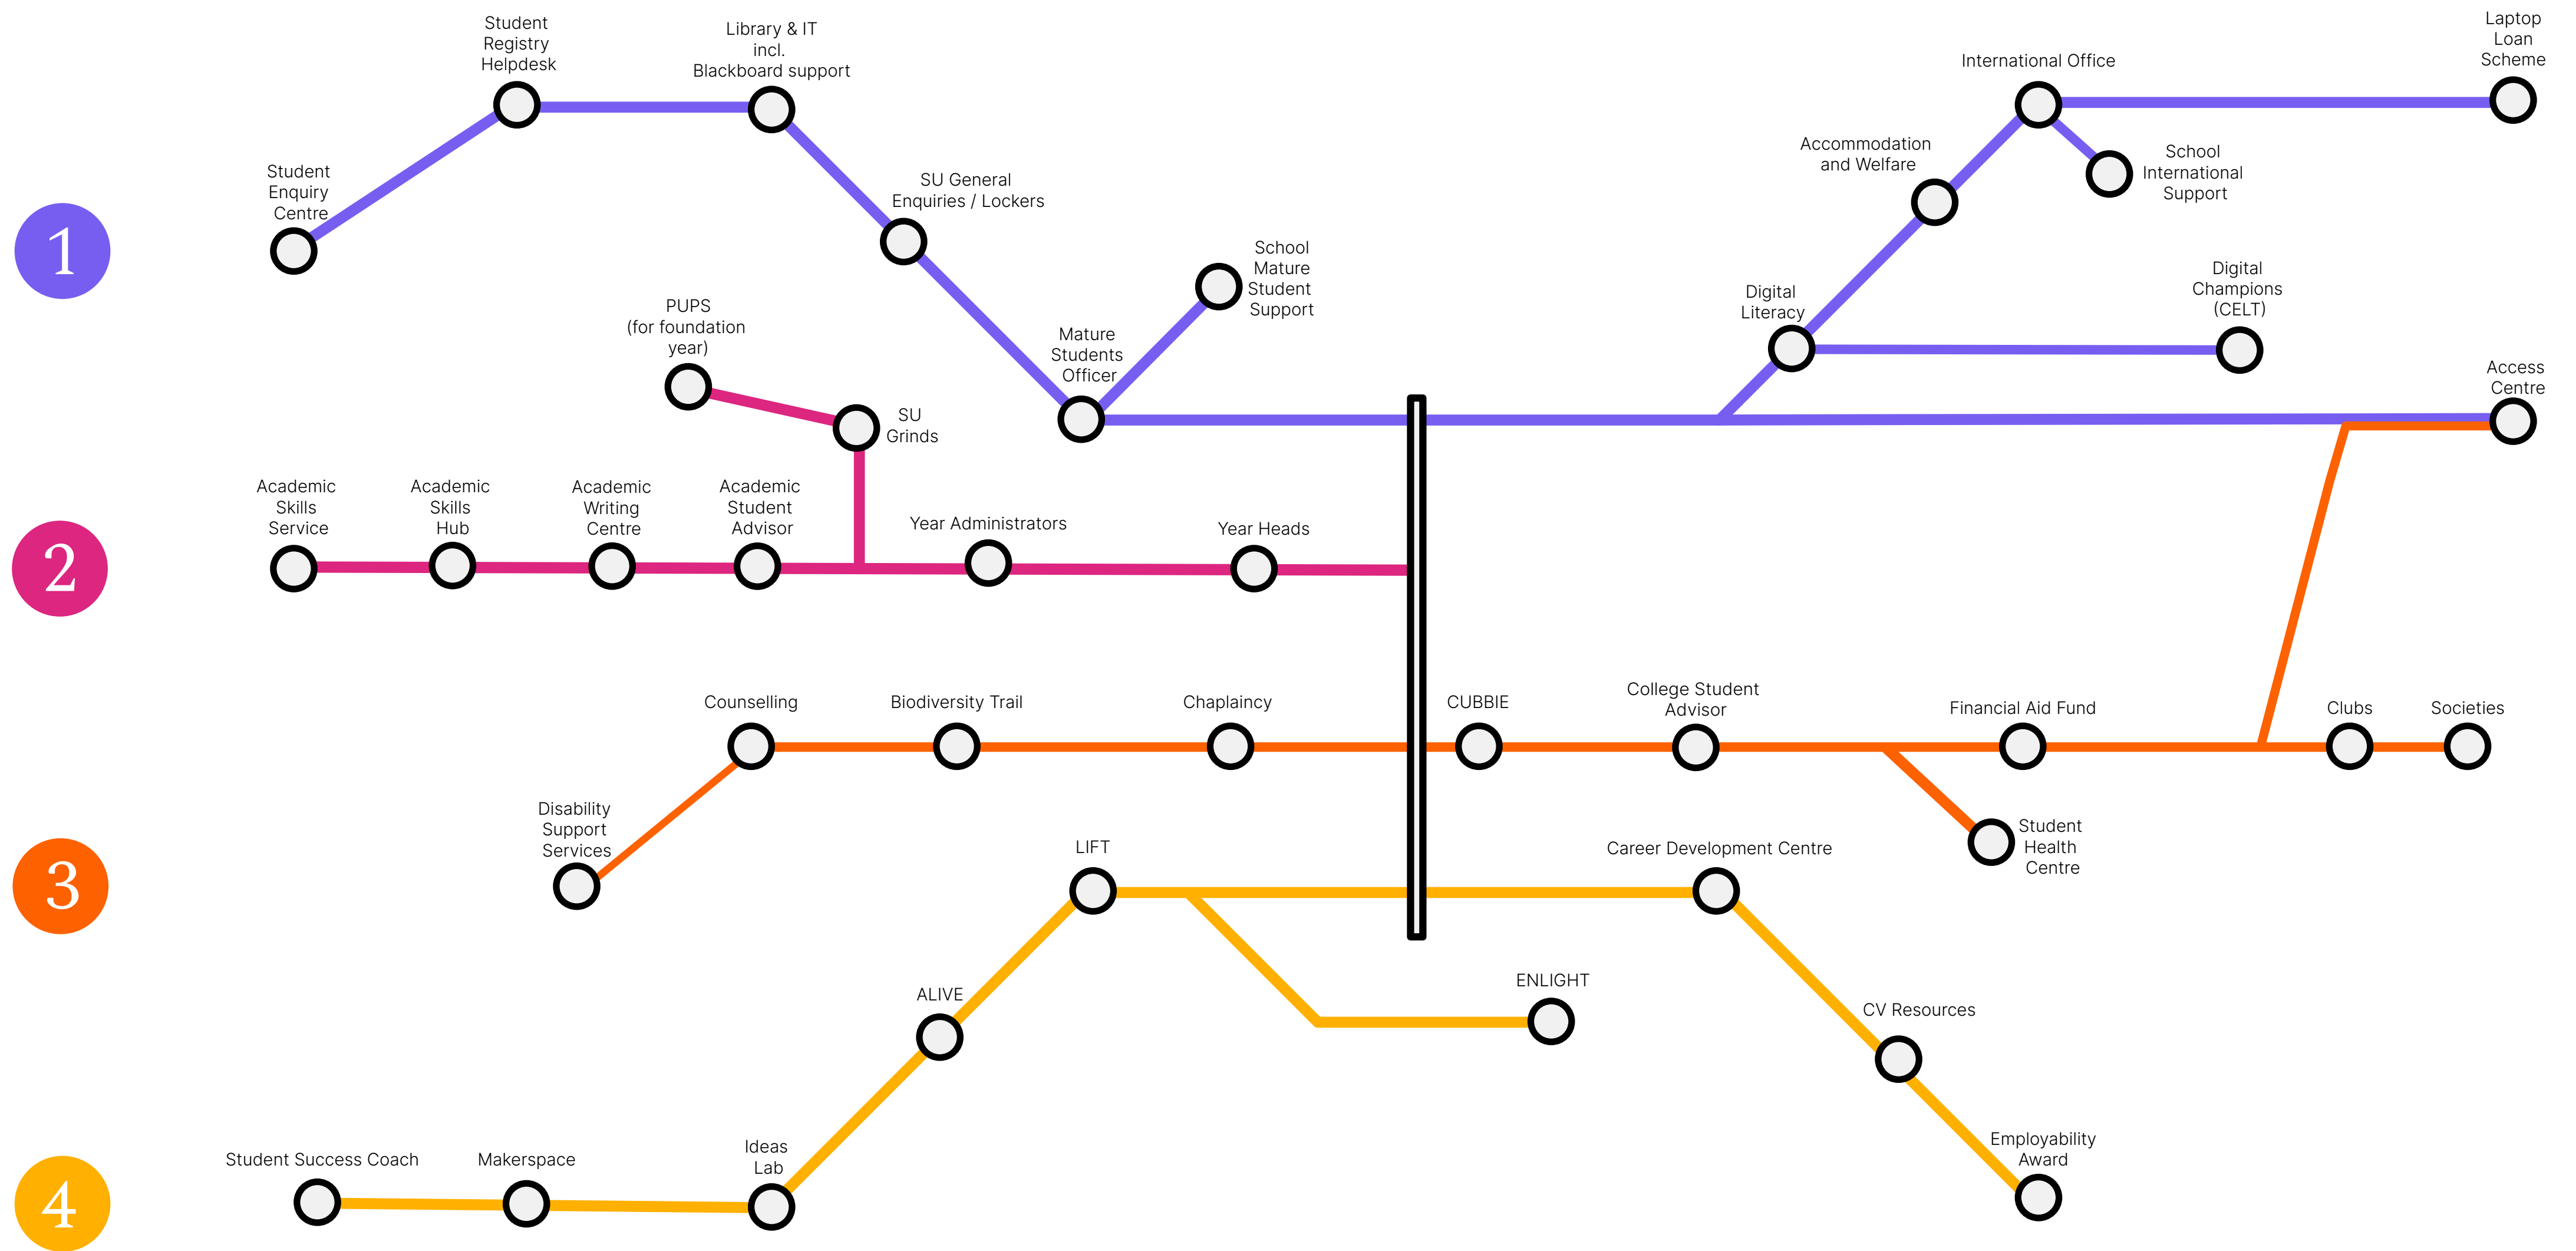 Student
Registry
Helpdesk
Library & IT
incl.
Blackboard support
International Office
Laptop
Loan
Scheme
Student
Enquiry
Centre
SU General
Enquiries / Lockers
Accommodation
and Welfare
School
International
Support
1
School
Mature
Student
Support
Digital
Literacy
Digital
Champions
(CELT)
PUPS
(for foundation
year)
Mature
Students
Officer
Access
Centre
SU
Grinds
2
Academic
Skills
Service
Academic
Skills
Hub
Academic
Writing
Centre
Academic
Student
Advisor
Year Administrators
Year Heads
Counselling
Biodiversity Trail
Chaplaincy
CUBBIE
College Student
Advisor
Financial Aid Fund
Clubs
Societies
3
Disability
Support
Services
Student
Health
Centre
LIFT
Career Development Centre
ALIVE
ENLIGHT
CV Resources
4
Student Success Coach
Makerspace
Ideas
Lab
Employability
Award